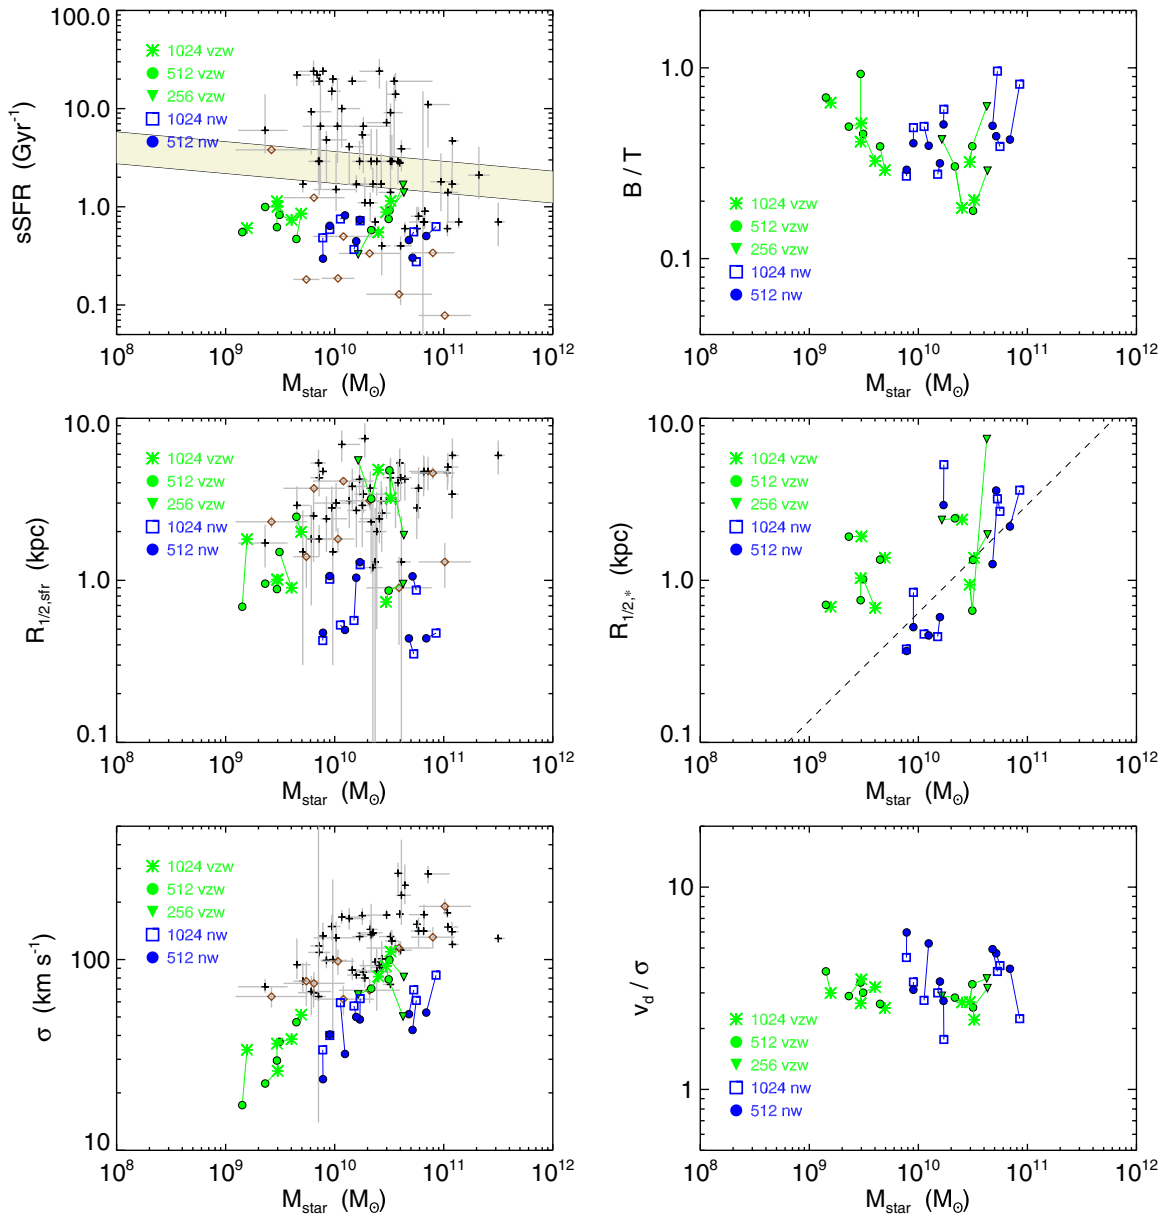 100.0
10.0
1.0
0.1
sSFR (Gyr⁻¹)
1024 vzw
512 vzw
256 vzw
1024 nw
512 nw
10⁸ 10⁹ 10¹⁰ 10¹¹ 10¹²
M_star (M_⊙)
1.0
0.1
B / T
1024 vzw
512 vzw
256 vzw
1024 nw
512 nw
10⁸ 10⁹ 10¹⁰ 10¹¹ 10¹²
M_star (M_⊙)
10.0
1.0
0.1
R_1/2,sfr (kpc)
1024 vzw
512 vzw
256 vzw
1024 nw
512 nw
10⁸ 10⁹ 10¹⁰ 10¹¹ 10¹²
M_star (M_⊙)
10.0
1.0
0.1
R_1/2,* (kpc)
1024 vzw
512 vzw
256 vzw
1024 nw
512 nw
10⁸ 10⁹ 10¹⁰ 10¹¹ 10¹²
M_star (M_⊙)
100
10
σ (km s⁻¹)
1024 vzw
512 vzw
256 vzw
1024 nw
512 nw
10⁸ 10⁹ 10¹⁰ 10¹¹ 10¹²
M_star (M_⊙)
10
1
v_d / σ
1024 vzw
512 vzw
256 vzw
1024 nw
512 nw
10⁸ 10⁹ 10¹⁰ 10¹¹ 10¹²
M_star (M_⊙)